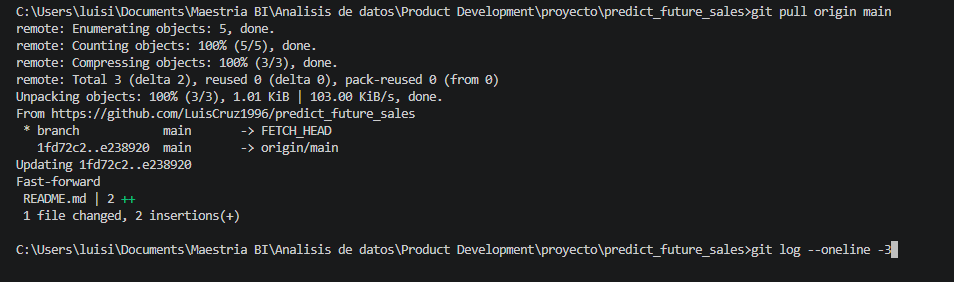 C:\Users\luisi\Documents\Maestria BI\Analisis de datos\Product Development\proyecto\predict_future_sales>git pull origin main
remote: Enumerating objects: 5, done.
remote: Counting objects: 100% (5/5), done.
remote: Compressing objects: 100% (3/3), done.
remote: Total 3 (delta 2), reused 0 (delta 0), pack-reused 0 (from 0)
Unpacking objects: 100% (3/3), 1.01 KiB | 103.00 KiB/s, done.
From https://github.com/LuisCruz1996/predict_future_sales
 * branch            main       -> FETCH_HEAD
   1fd72c2..e238920  main       -> origin/main
Updating 1fd72c2..e238920
Fast-forward
 README.md | 2 ++
 1 file changed, 2 insertions(+)
C:\Users\luisi\Documents\Maestria BI\Analisis de datos\Product Development\proyecto\predict_future_sales>git log --oneline -3